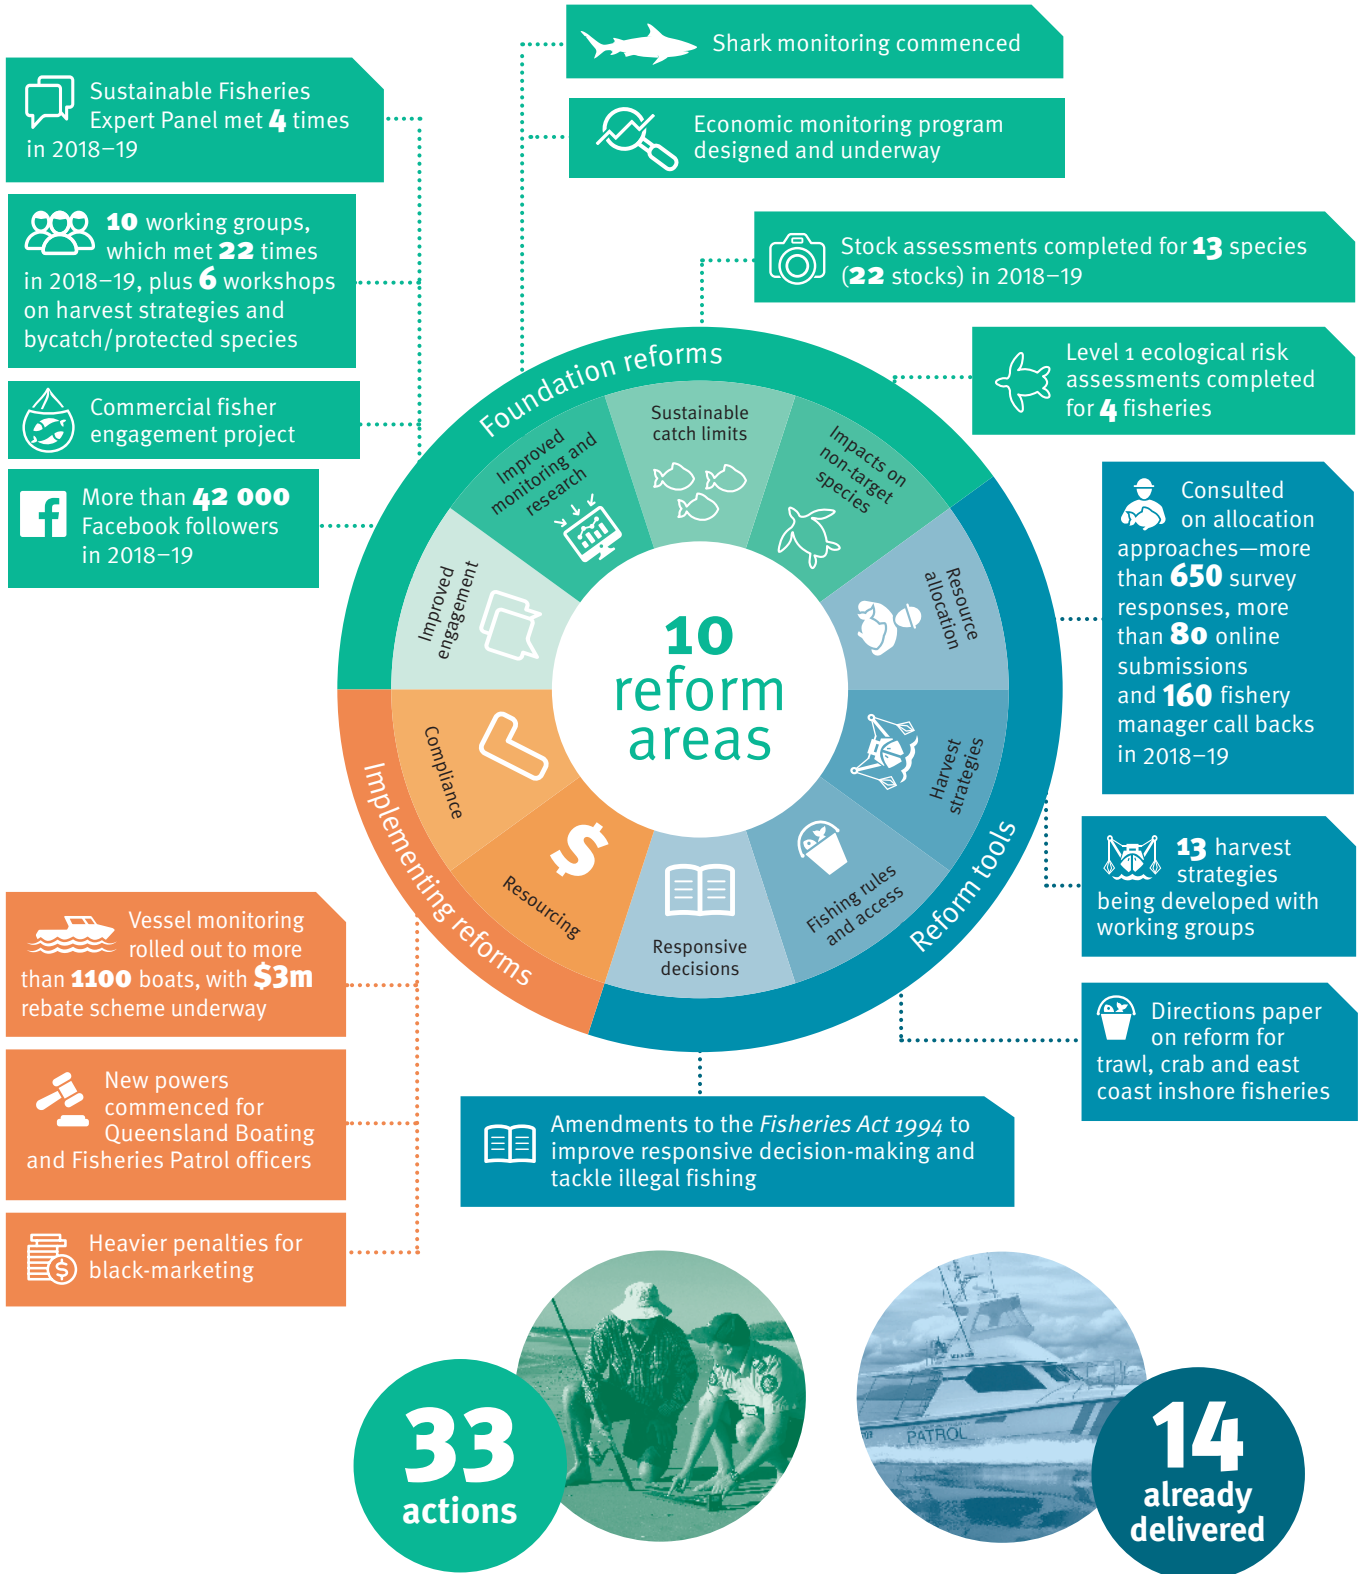 Shark monitoring commenced
Economic monitoring program
designed and underway
Sustainable Fisheries
Expert Panel met 4 times
in 2018–19
10 working groups,
which met 22 times
in 2018–19, plus 6 workshops
on harvest strategies and
bycatch/protected species
Commercial fisher
engagement project
More than 42 000
Facebook followers
in 2018–19
Stock assessments completed for 13 species
(22 stocks) in 2018–19
Level 1 ecological risk
assessments completed
for 4 fisheries
Consulted
on allocation
approaches—more
than 650 survey
responses, more
than 80 online
submissions
and 160 fishery
manager call backs
in 2018–19
13 harvest
strategies
being developed with
working groups
Directions paper
on reform for
trawl, crab and east
coast inshore fisheries
Foundation reforms
Improved
engagement
Improved
monitoring and
research
Sustainable
catch limits
Impacts on
non-target
species
Reform tools
Resource
allocation
Harvest
strategies
Fishing rules
and access
Responsive
decisions
Implementing reforms
Resourcing
Compliance
10
reform
areas
Vessel monitoring
rolled out to more
than 1100 boats, with $3m
rebate scheme underway
New powers
commenced for
Queensland Boating
and Fisheries Patrol officers
Heavier penalties for
black-marketing
Amendments to the Fisheries Act 1994 to
improve responsive decision-making and
tackle illegal fishing
33
actions
PATROL
14
already
delivered